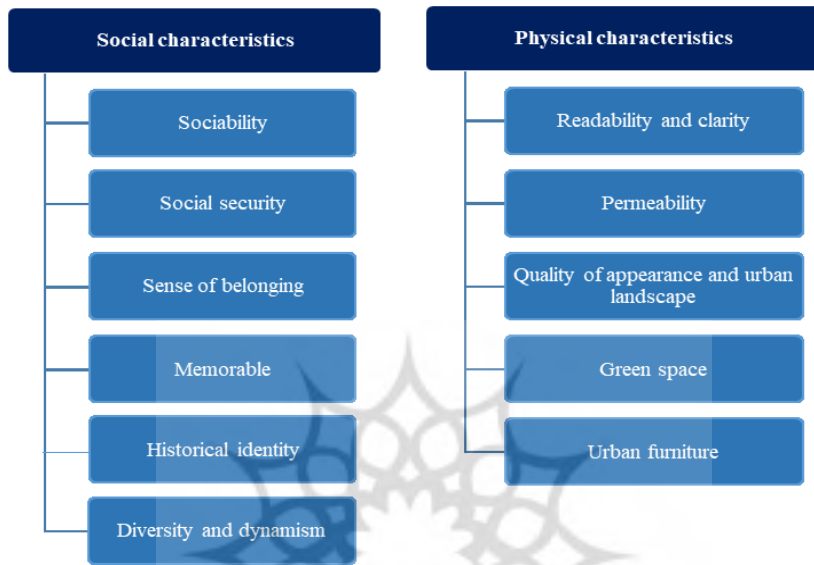 Social characteristics
Sociability
Social security
Sense of belonging
Memorable
Historical identity
Diversity and dynamism
Physical characteristics
Readability and clarity
Permeability
Quality of appearance and urban
landscape
Green space
Urban furniture